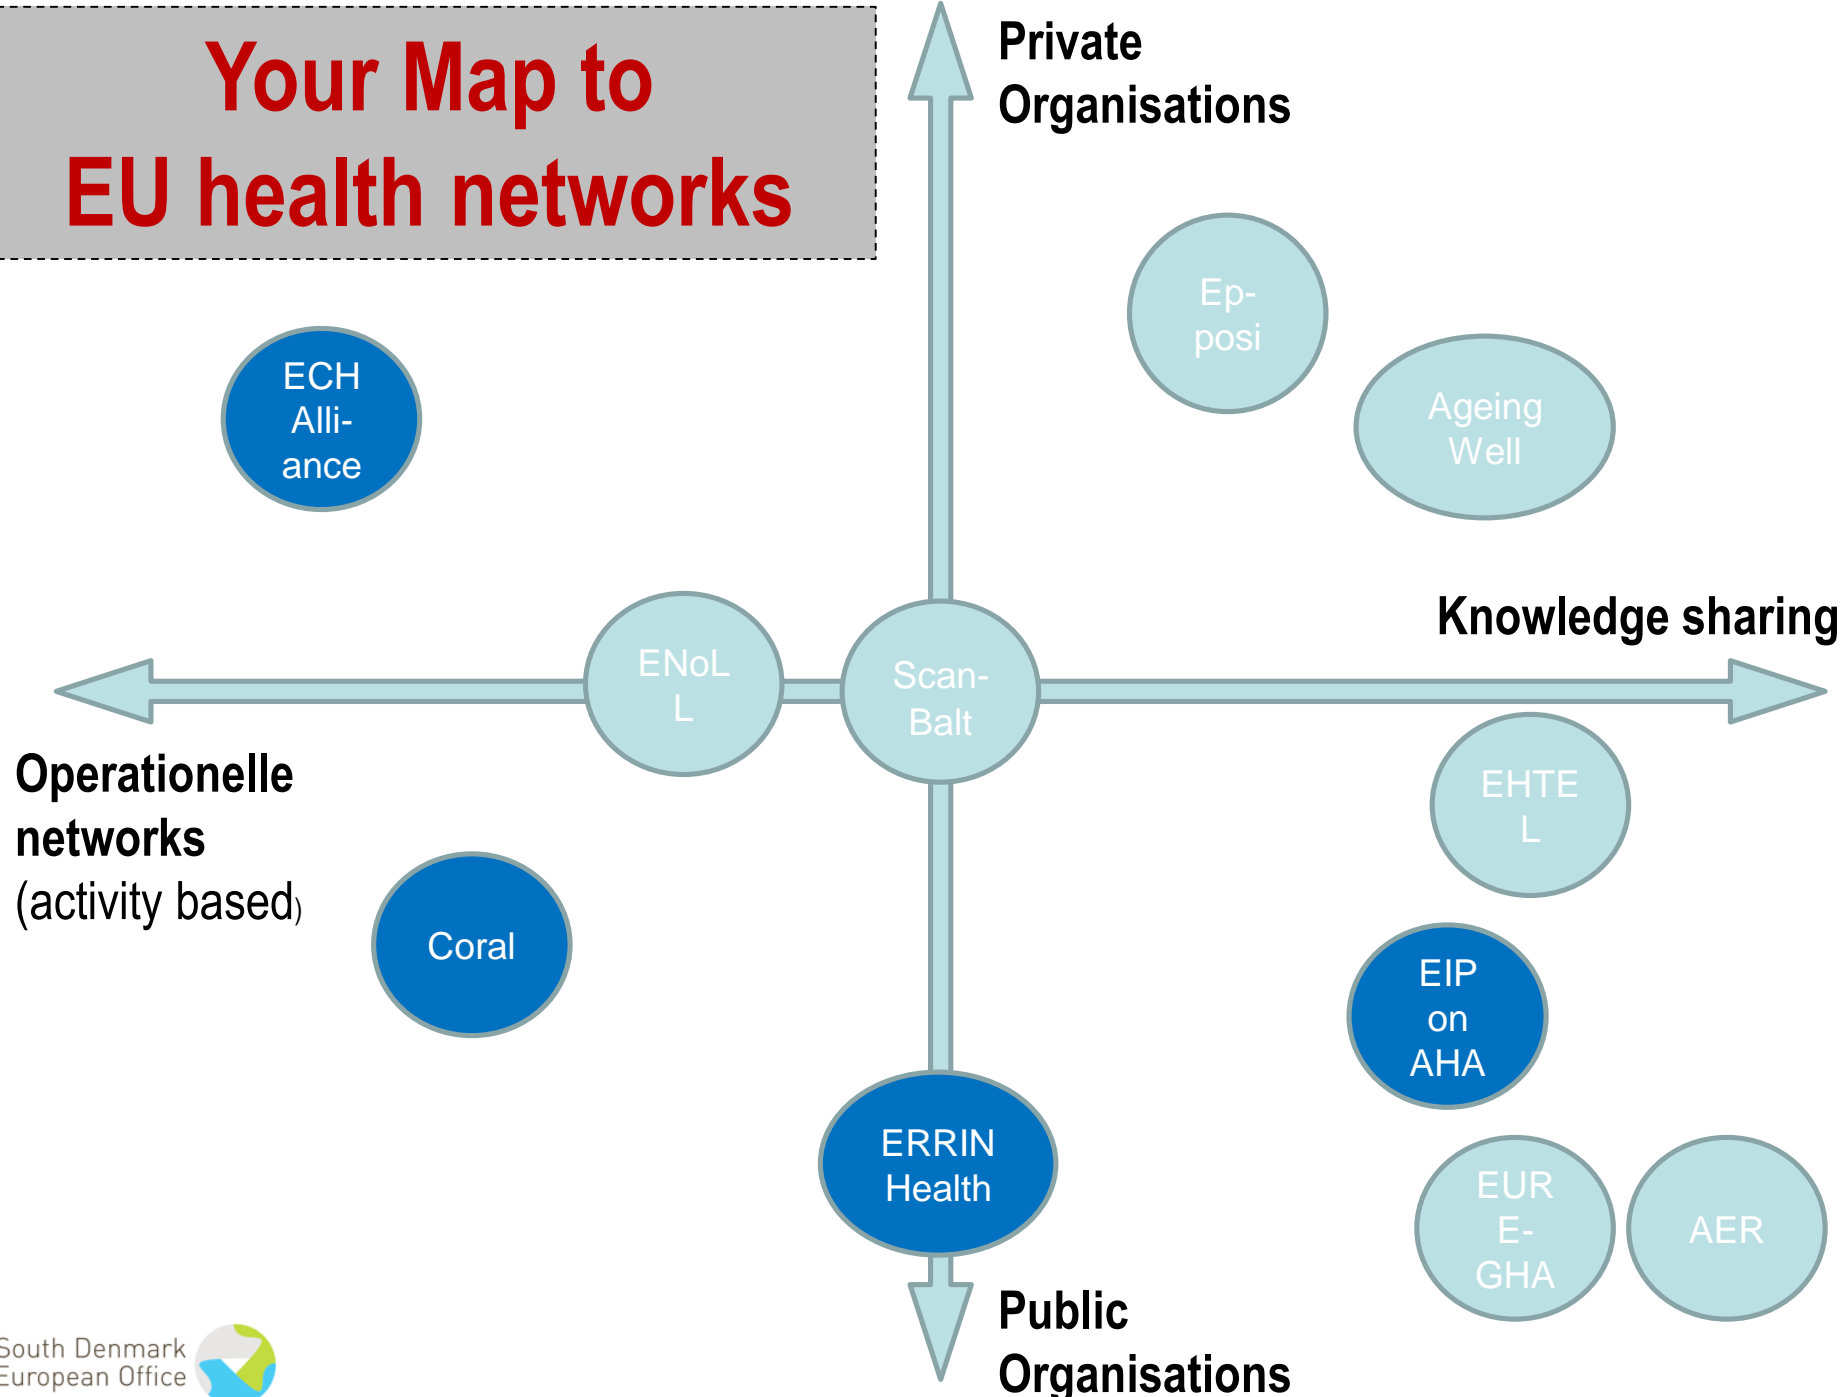 Your Map to
EU health networks
Private
Organisations
Ep-
posi
ECH
Alli-
ance
Ageing
Well
Knowledge sharing
ENoL
L
Scan-
Balt
Operationelle
networks
(activity based)
EHTE
L
Coral
EIP
on
AHA
ERRIN
Health
EUR
E-
GHA
AER
Public
Organisations
South Denmark
European Office